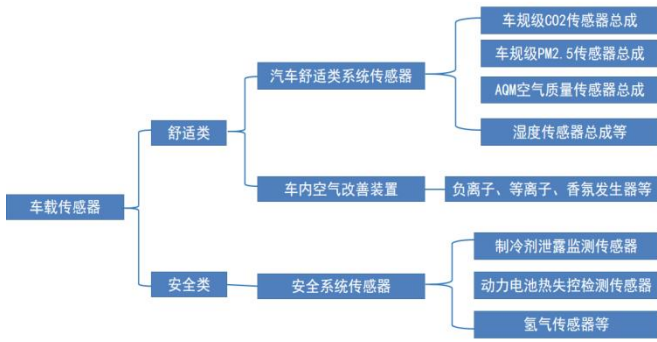 车载传感器
舒适类
汽车舒适类系统传感器
车规级CO2传感器总成
车规级PM2.5传感器总成
AQM空气质量传感器总成
湿度传感器总成等
车内空气改善装置
负离子、等离子、香氛发生器等
安全类
安全系统传感器
制冷剂泄露监测传感器
动力电池热失控检测传感器
氢气传感器等